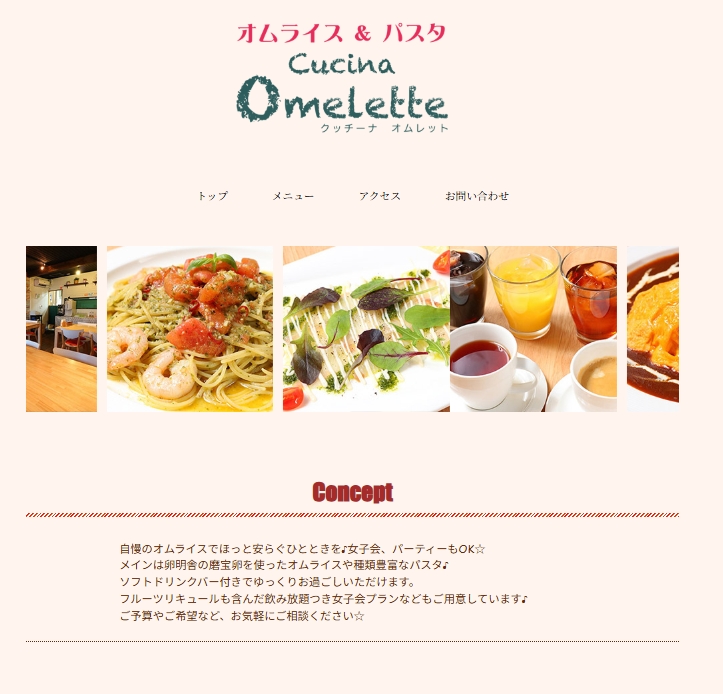 オムライス & パスタ
Cucina
Omelette
クッチーナ オムレット
トップ メニュー アクセス お問い合わせ
Concept
自慢のオムライスでほっと安らぐひとときを♪女子会、パーティーもOK☆
メインは卵明舎の磨宝卵を使ったオムライスや種類豊富なパスタ♪
ソフトドリンクバー付きでゆっくりお過ごしいただけます。
フルーツリキュールも含んだ飲み放題つき女子会プランなどもご用意しています♪
ご予算やご希望など、お気軽にご相談ください☆